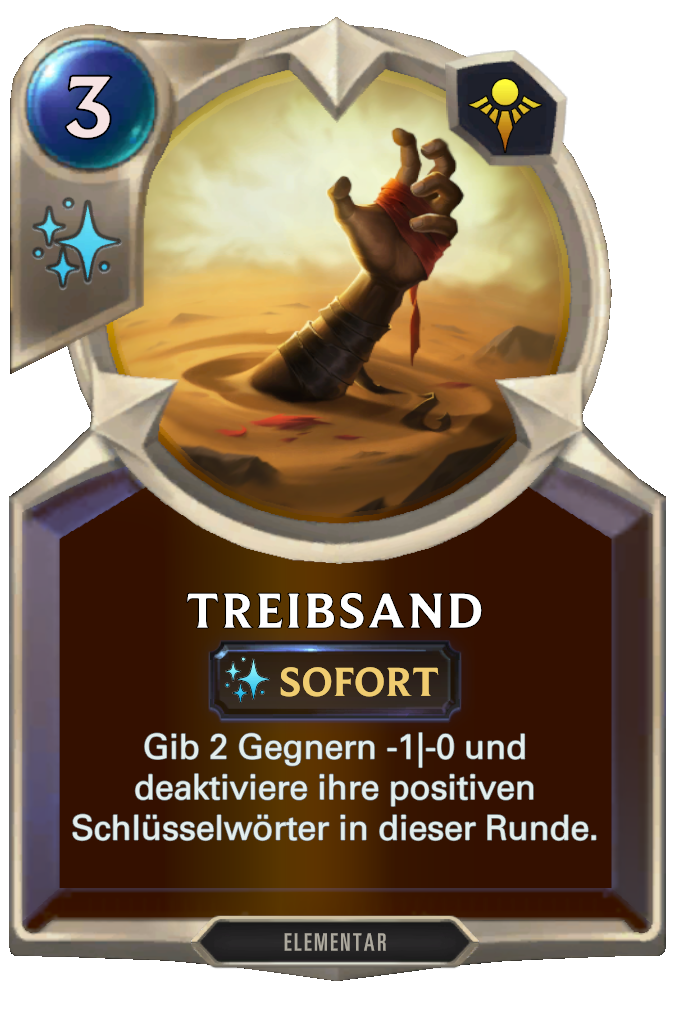 3
TREIBSAND
SOFORT
Gib 2 Gegnern -1|-0 und
deaktiviere ihre positiven
Schlüsselwörter in dieser Runde.
ELEMENTAR